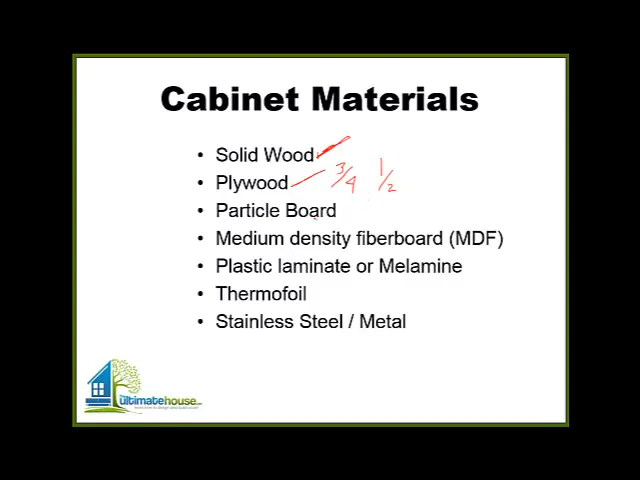 Cabinet Materials
• Solid Wood
• Plywood 3/4 1/2
• Particle Board
• Medium density fiberboard (MDF)
• Plastic laminate or Melamine
• Thermofoil
• Stainless Steel / Metal
ultimatehouse